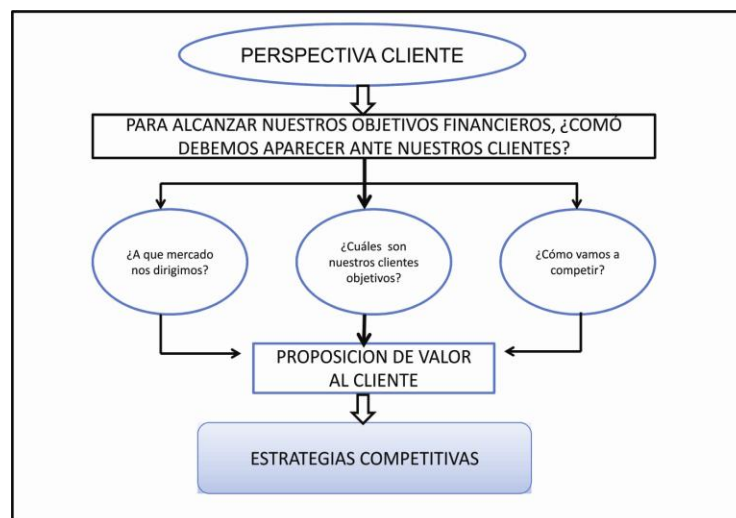 PERSPECTIVA CLIENTE
PARA ALCANZAR NUESTROS OBJETIVOS FINANCIEROS, ¿COMÓ
DEBEMOS APARECER ANTE NUESTROS CLIENTES?
¿A que mercado
nos dirigimos?
¿Cuáles son
nuestros clientes
objetivos?
¿Cómo vamos a
competir?
PROPOSICION DE VALOR
AL CLIENTE
ESTRATEGIAS COMPETITIVAS